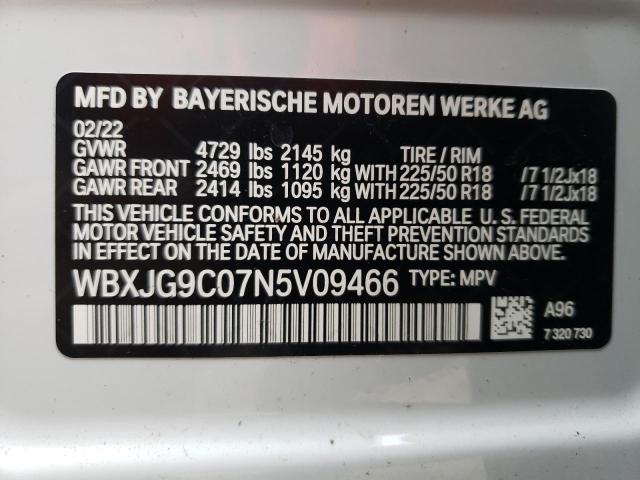 MFD BY BAYERISCHE MOTOREN WERKE AG
02/22
GVWR 4729 lbs 2145 kg TIRE / RIM
GAWR FRONT 2469 lbs 1120 kg WITH 225/50 R18 /7 1/2Jx18
GAWR REAR 2414 lbs 1095 kg WITH 225/50 R18 /7 1/2Jx18
THIS VEHICLE CONFORMS TO ALL APPLICABLE U. S. FEDERAL
MOTOR VEHICLE SAFETY AND THEFT PREVENTION STANDARDS
IN EFFECT ON THE DATE OF MANUFACTURE SHOWN ABOVE.
WBXJG9C07N5V09466 TYPE: MPV
A96
7 320 730